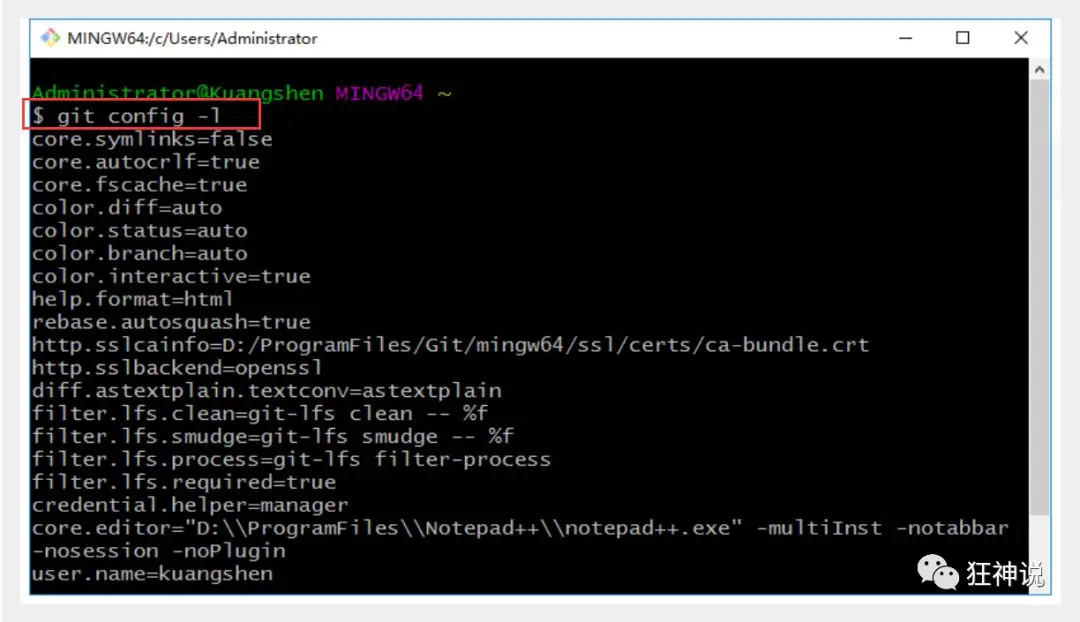 MINGW64:/c/Users/Administrator
Administrator@Kuangshen MINGW64 ~
$ git config -l
core.symlinks=false
core.autocrlf=true
core.fscache=true
color.diff=auto
color.status=auto
color.branch=auto
color.interactive=true
help.format=html
rebase.autosquash=true
http.sslcainfo=D:/ProgramFiles/Git/mingw64/ssl/certs/ca-bundle.crt
http.sslbackend=openssl
diff.astextplain.textconv=astextplain
filter.lfs.clean=git-lfs clean -- %f
filter.lfs.smudge=git-lfs smudge -- %f
filter.lfs.process=git-lfs filter-process
filter.lfs.required=true
credential.helper=manager
core.editor="D:\\ProgramFiles\\Notepad++\\notepad++.exe" -multiInst -notabbar
-nosession -noPlugin
user.name=kuangshen
狂神说